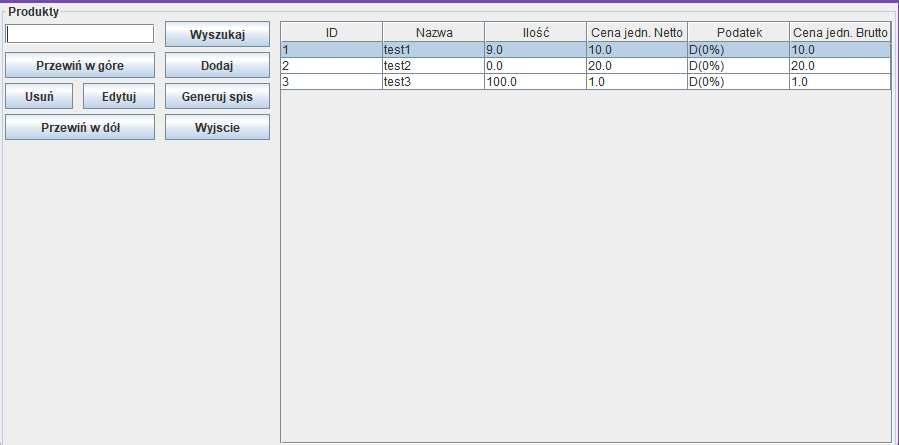 Produkty
Wyszukaj
Przewiń w góre
Dodaj
Usuń Edytuj Generuj spis
Przewiń w dół
Wyjscie
ID Nazwa Ilość Cena jedn. Netto Podatek Cena jedn. Brutto
1 test1 9.0 10.0 D(0%) 10.0
2 test2 0.0 20.0 D(0%) 20.0
3 test3 100.0 1.0 D(0%) 1.0